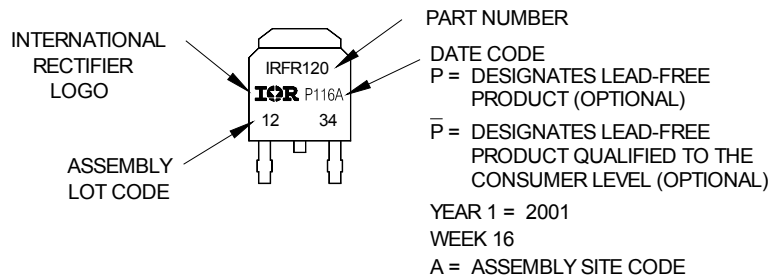 INTERNATIONAL
RECTIFIER
LOGO
ASSEMBLY
LOT CODE
IRFR120
IOR P116A
12 34
PART NUMBER
DATE CODE
P = DESIGNATES LEAD-FREE
PRODUCT (OPTIONAL)
P̅ = DESIGNATES LEAD-FREE
PRODUCT QUALIFIED TO THE
CONSUMER LEVEL (OPTIONAL)
YEAR 1 = 2001
WEEK 16
A = ASSEMBLY SITE CODE